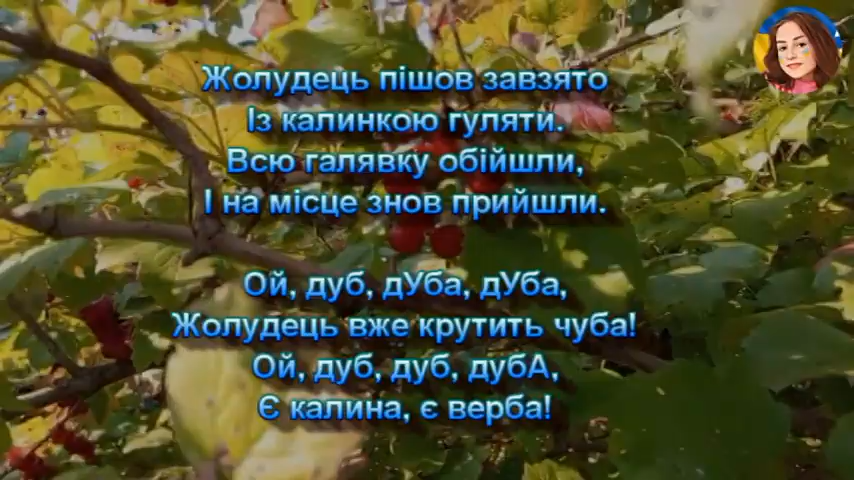 Жолудець пішов завзято
Із калинкою гуляти.
Всю галявку обійшли,
І на місце знов прийшли.
Ой, дуб, дУба, дУба,
Жолудець вже крутить чуба!
Ой, дуб, дуб, дубА,
Є калина, є верба!